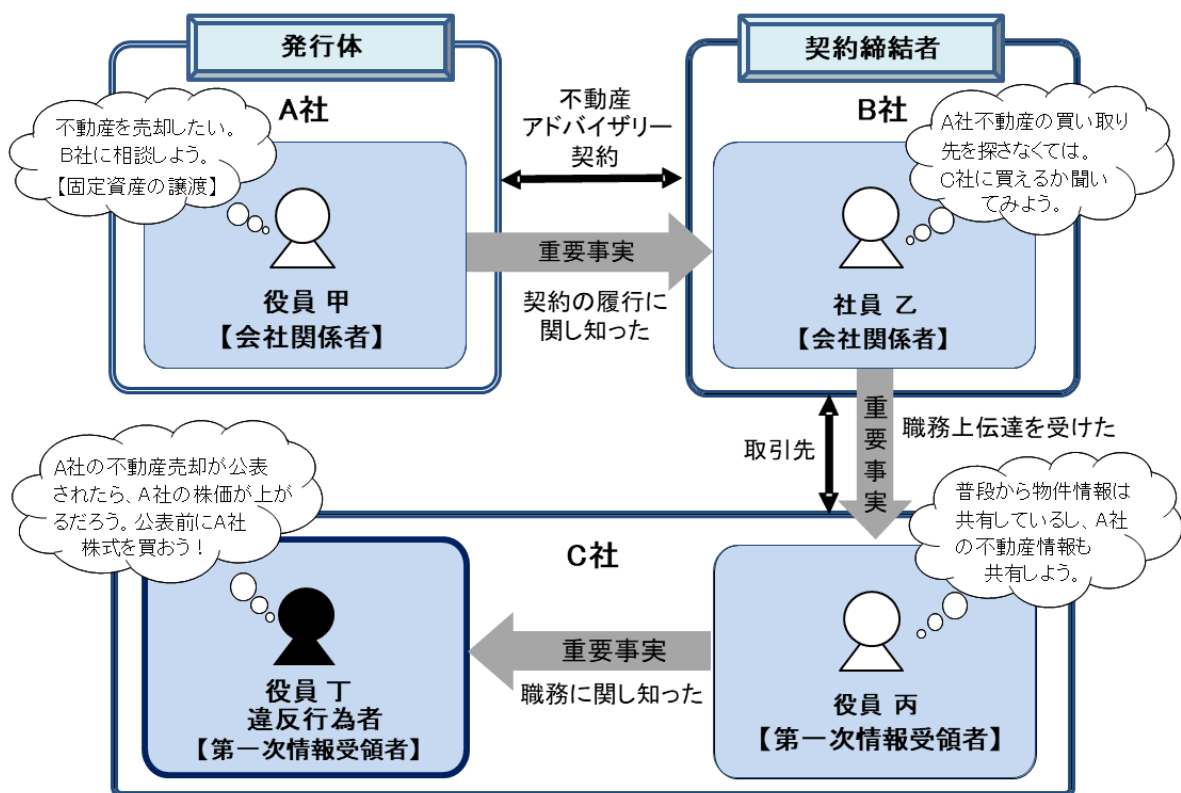 発行体
契約締結者
A社
不動産を売却したい。
B社に相談しよう。
【固定資産の譲渡】
役員 甲
【会社関係者】
不動産
アドバイザリー
契約
重要事実
契約の履行に
関し知った
B社
A社不動産の買い取り
先を探さなくては。
C社に買えるか聞い
てみよう。
社員 乙
【会社関係者】
取引先
重要事実
職務上伝達を受けた
C社
A社の不動産売却が公表
されたら、A社の株価が上が
るだろう。公表前にA社
株式を買おう！
役員 丁
違反行為者
【第一次情報受領者】
重要事実
職務に関し知った
普段から物件情報は
共有しているし、A社
の不動産情報も
共有しよう。
役員 丙
【第一次情報受領者】